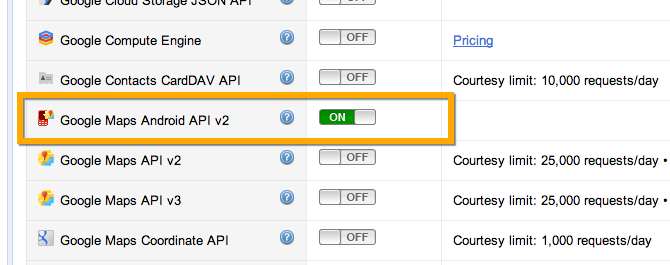 Google Cloud Storage JSON API
Google Compute Engine ? OFF Pricing
Google Contacts CardDAV API ? OFF Courtesy limit: 10,000 requests/day
Google Maps Android API v2 ? ON
Google Maps API v2 ? OFF Courtesy limit: 25,000 requests/day •
Google Maps API v3 ? OFF Courtesy limit: 25,000 requests/day •
Google Maps Coordinate API ? OFF Courtesy limit: 1,000 requests/day